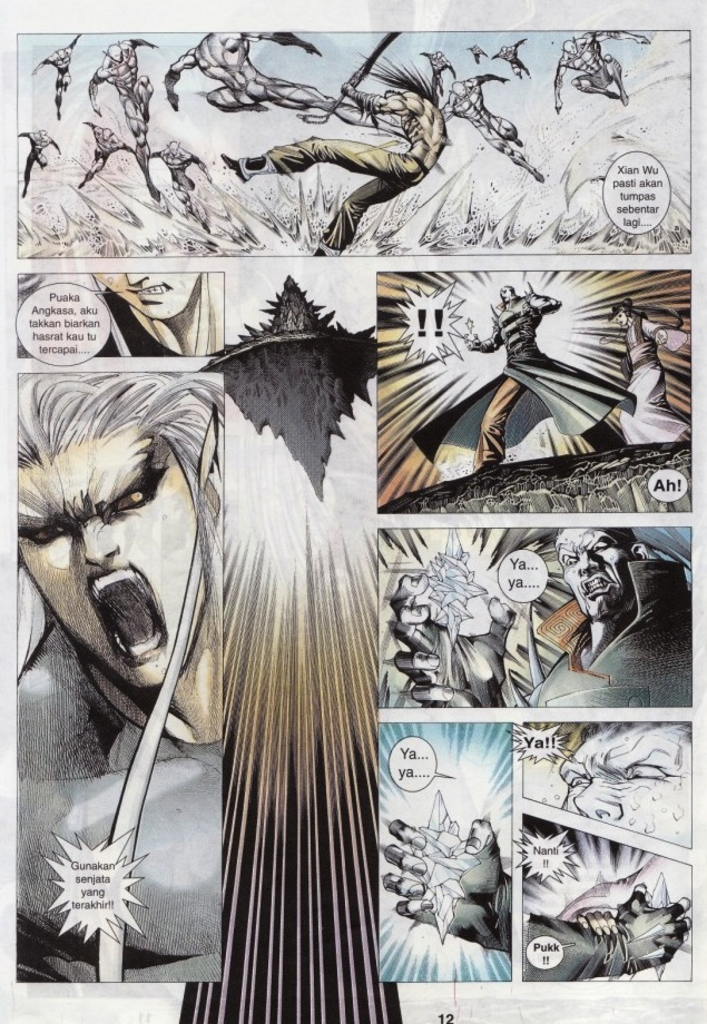 Xian Wu
pasti akan
tumpas
sebentar
lagi....
Puaka
Angkasa, aku
takkan biarkan
hasrat kau tu
tercapai....
!!
Ah!
Gunakan
senjata
yang
terakhir!!
Ya...
ya....
Ya...
ya....
Ya!!
Nanti
!!
Pukk
!!
12